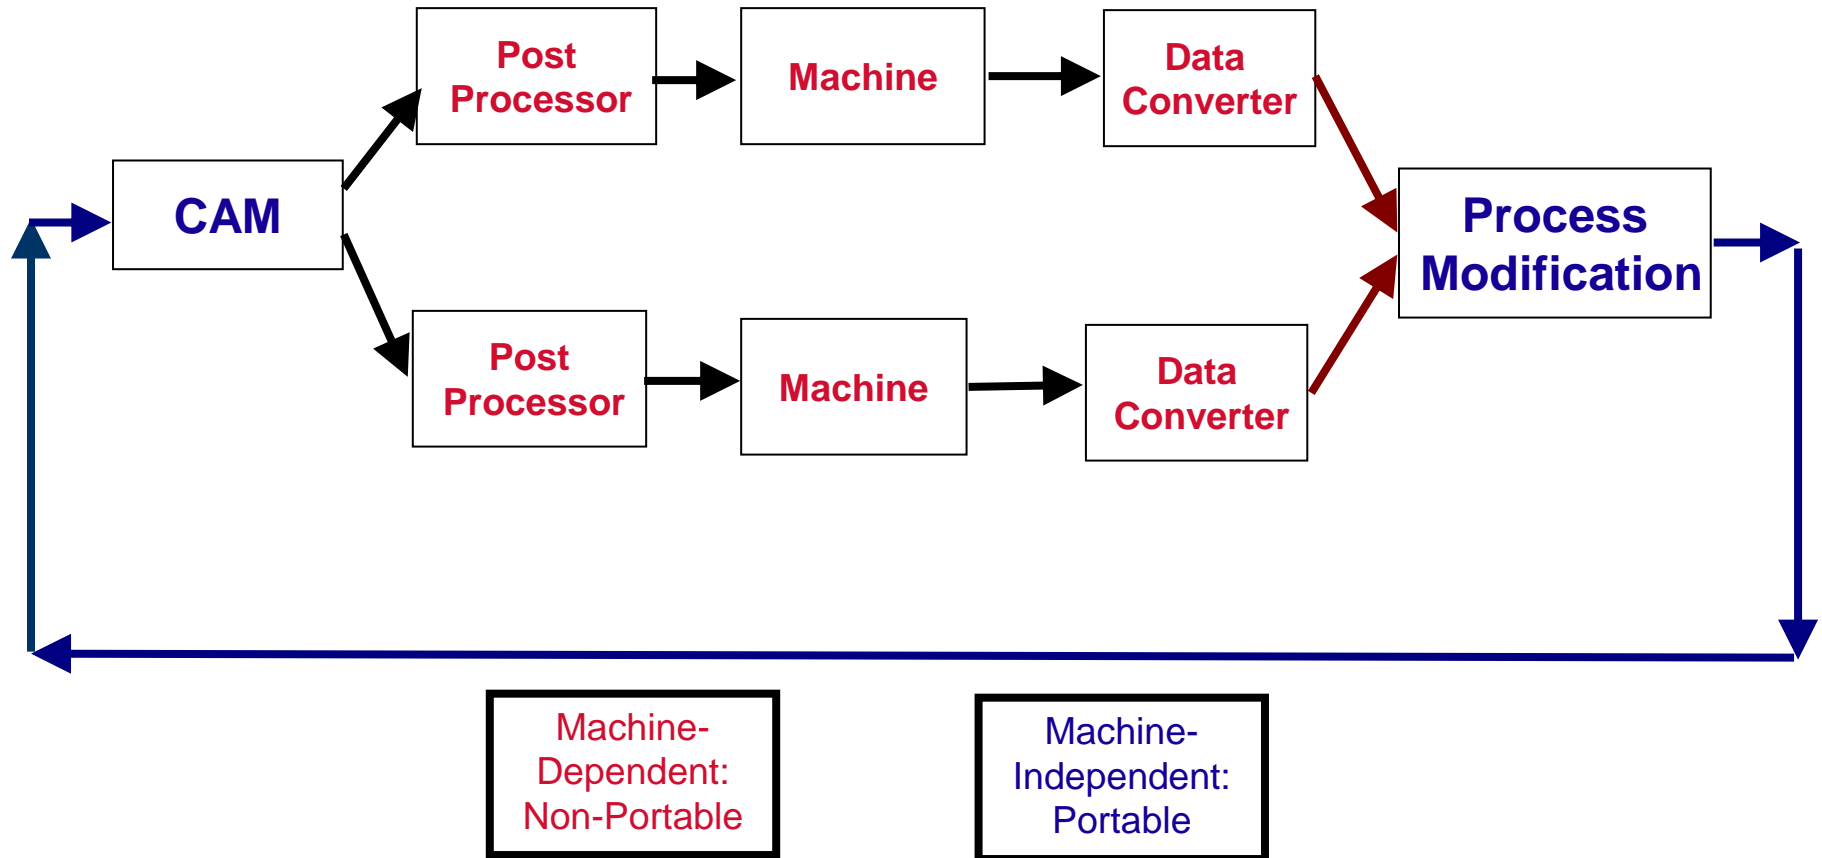 Post
Processor
Machine
Data
Converter
CAM
Process
Modification
Post
Processor
Machine
Data
Converter
Machine-
Dependent:
Non-Portable
Machine-
Independent:
Portable